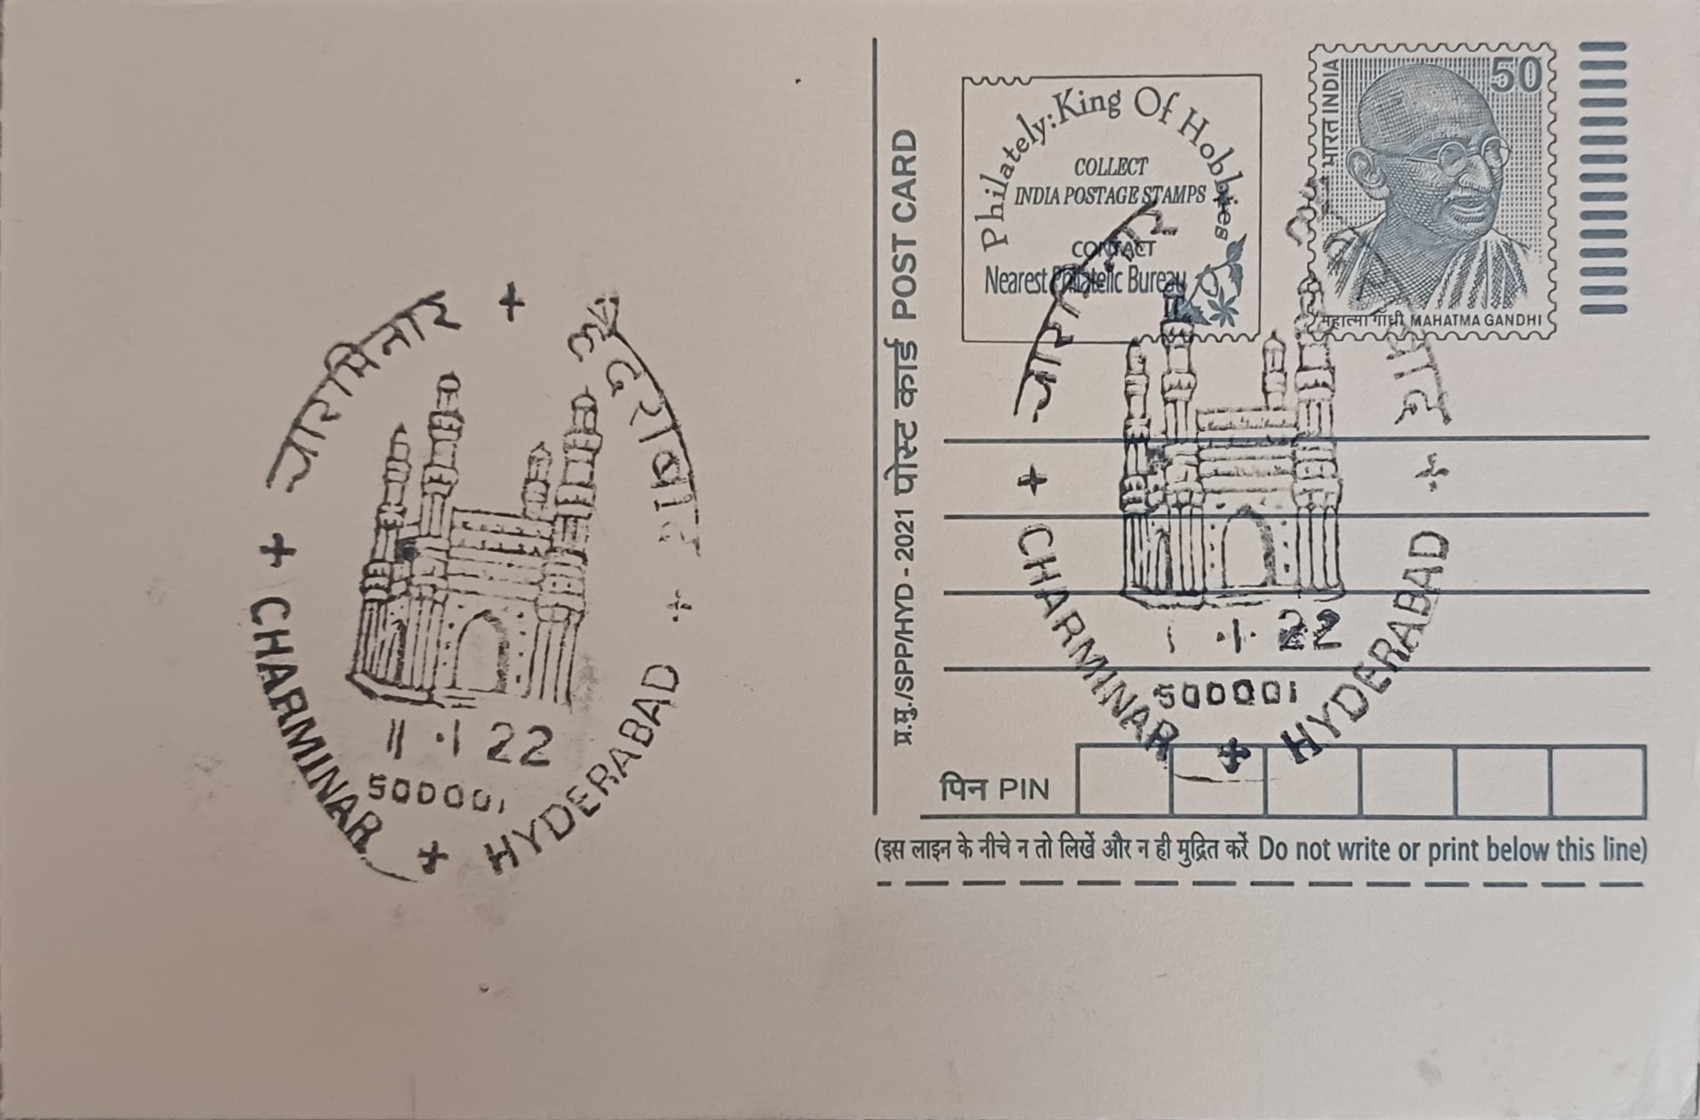 चारमिनार
हैदराबाद
CHARMINAR
HYDERABAD
11 · 1 22
500001
प्र.मु./SPP/HYD - 2021 पोस्ट कार्ड POST CARD
Philately: King Of Hobbies
COLLECT
INDIA POSTAGE STAMPS
CONTACT
Nearest Philatelic Bureau
50
भारत INDIA
महात्मा गाँधी MAHATMA GANDHI
चारमिनार
CHARMINAR
HYDERABAD
1 · 1 · 22
500001
पिन PIN
(इस लाइन के नीचे न तो लिखें और न ही मुद्रित करें Do not write or print below this line)